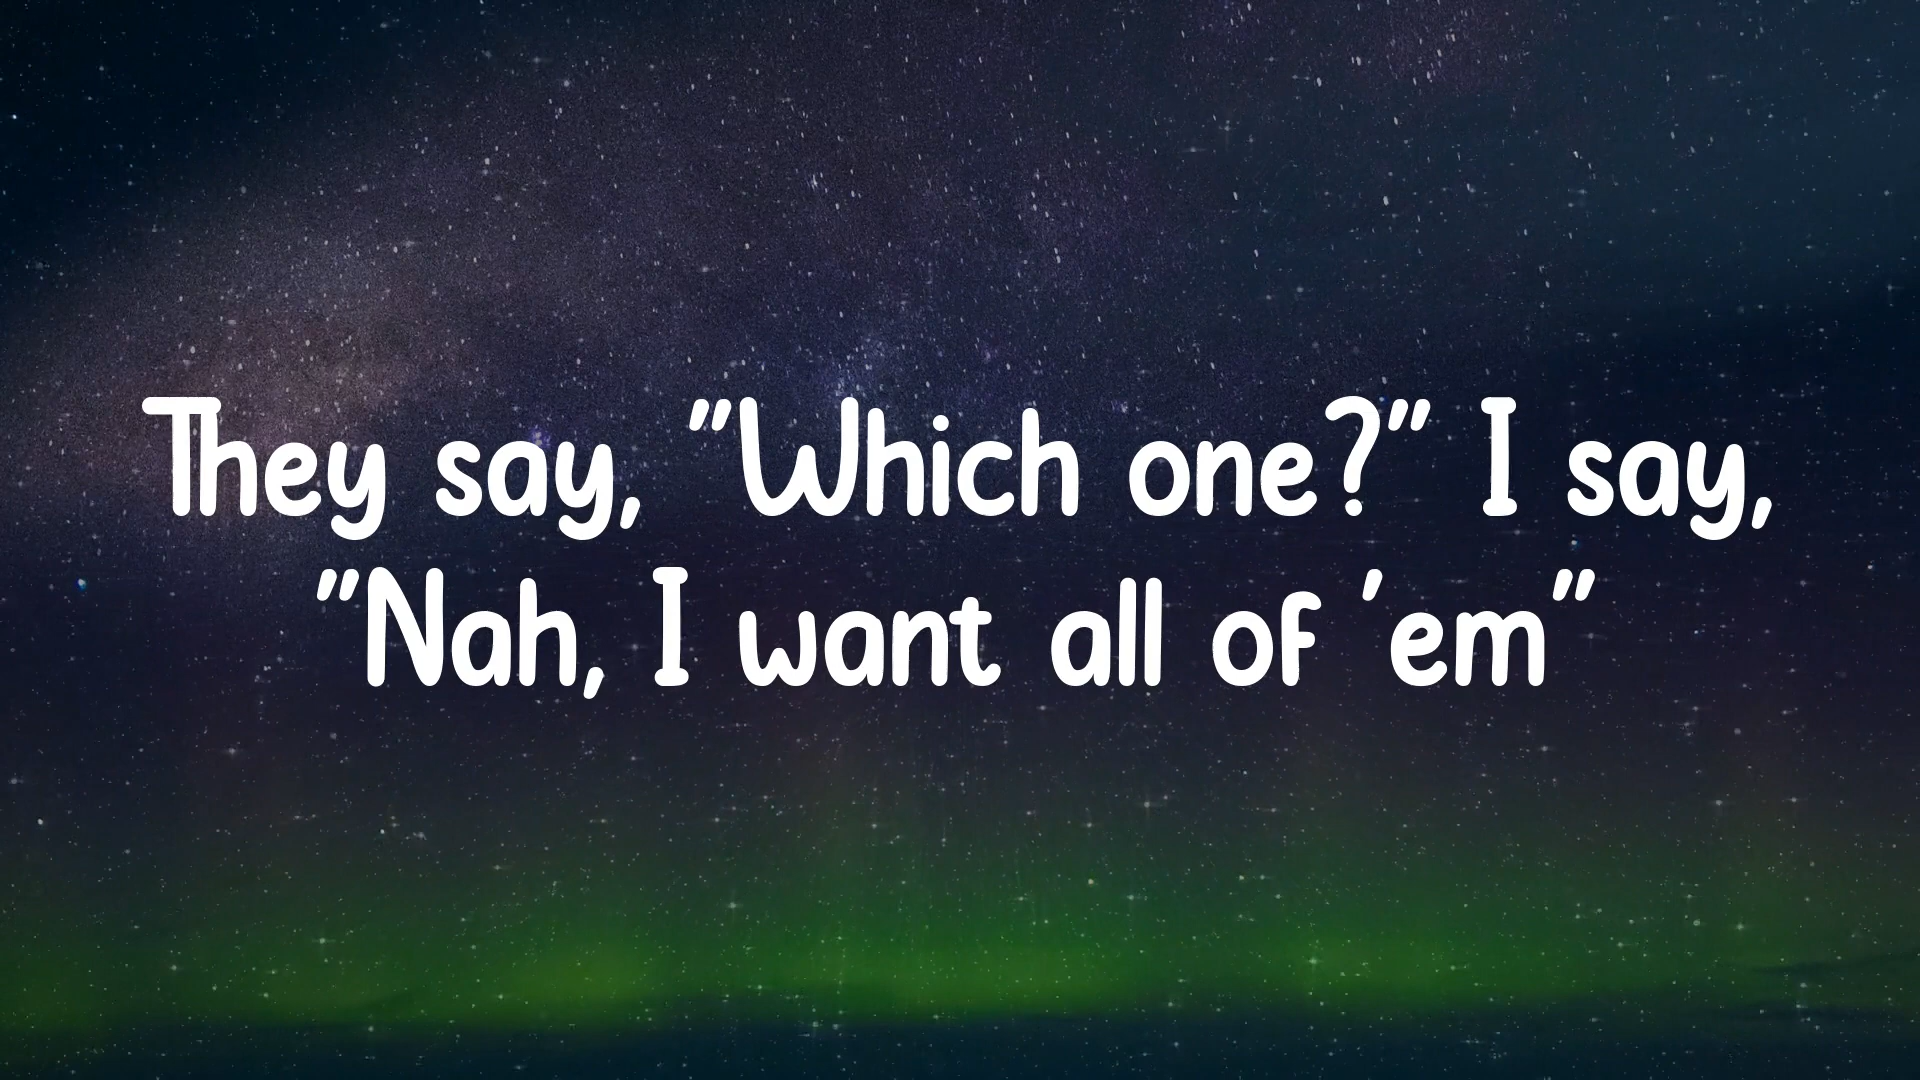 They say, "Which one?" I say,
"Nah, I want all of 'em"